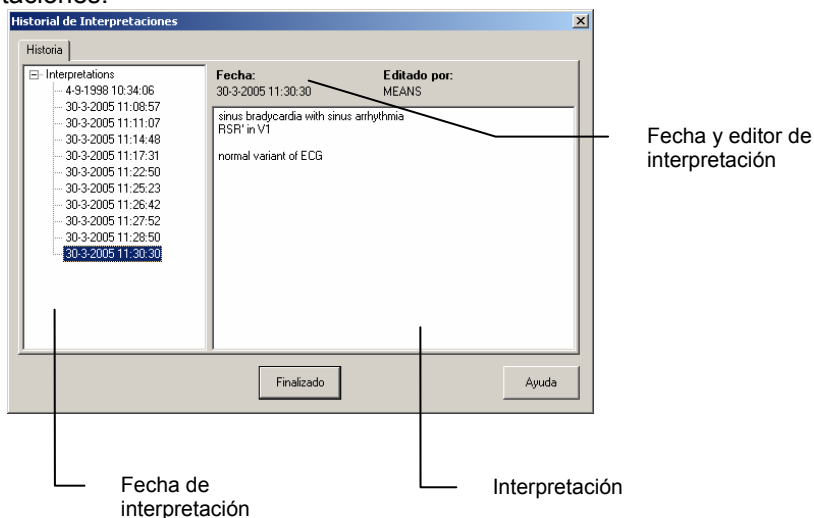 taciones.
Historial de Interpretaciones
Historia
Interpretations
4-9-1998 10:34:06
30-3-2005 11:08:57
30-3-2005 11:11:07
30-3-2005 11:14:48
30-3-2005 11:17:31
30-3-2005 11:22:50
30-3-2005 11:25:23
30-3-2005 11:26:42
30-3-2005 11:27:52
30-3-2005 11:28:50
30-3-2005 11:30:30
Fecha: Editado por:
30-3-2005 11:30:30 MEANS
sinus bradycardia with sinus arrhythmia
RSR' in V1
normal variant of ECG
Finalizado
Ayuda
Fecha y editor de
interpretación
Fecha de
interpretación
Interpretación